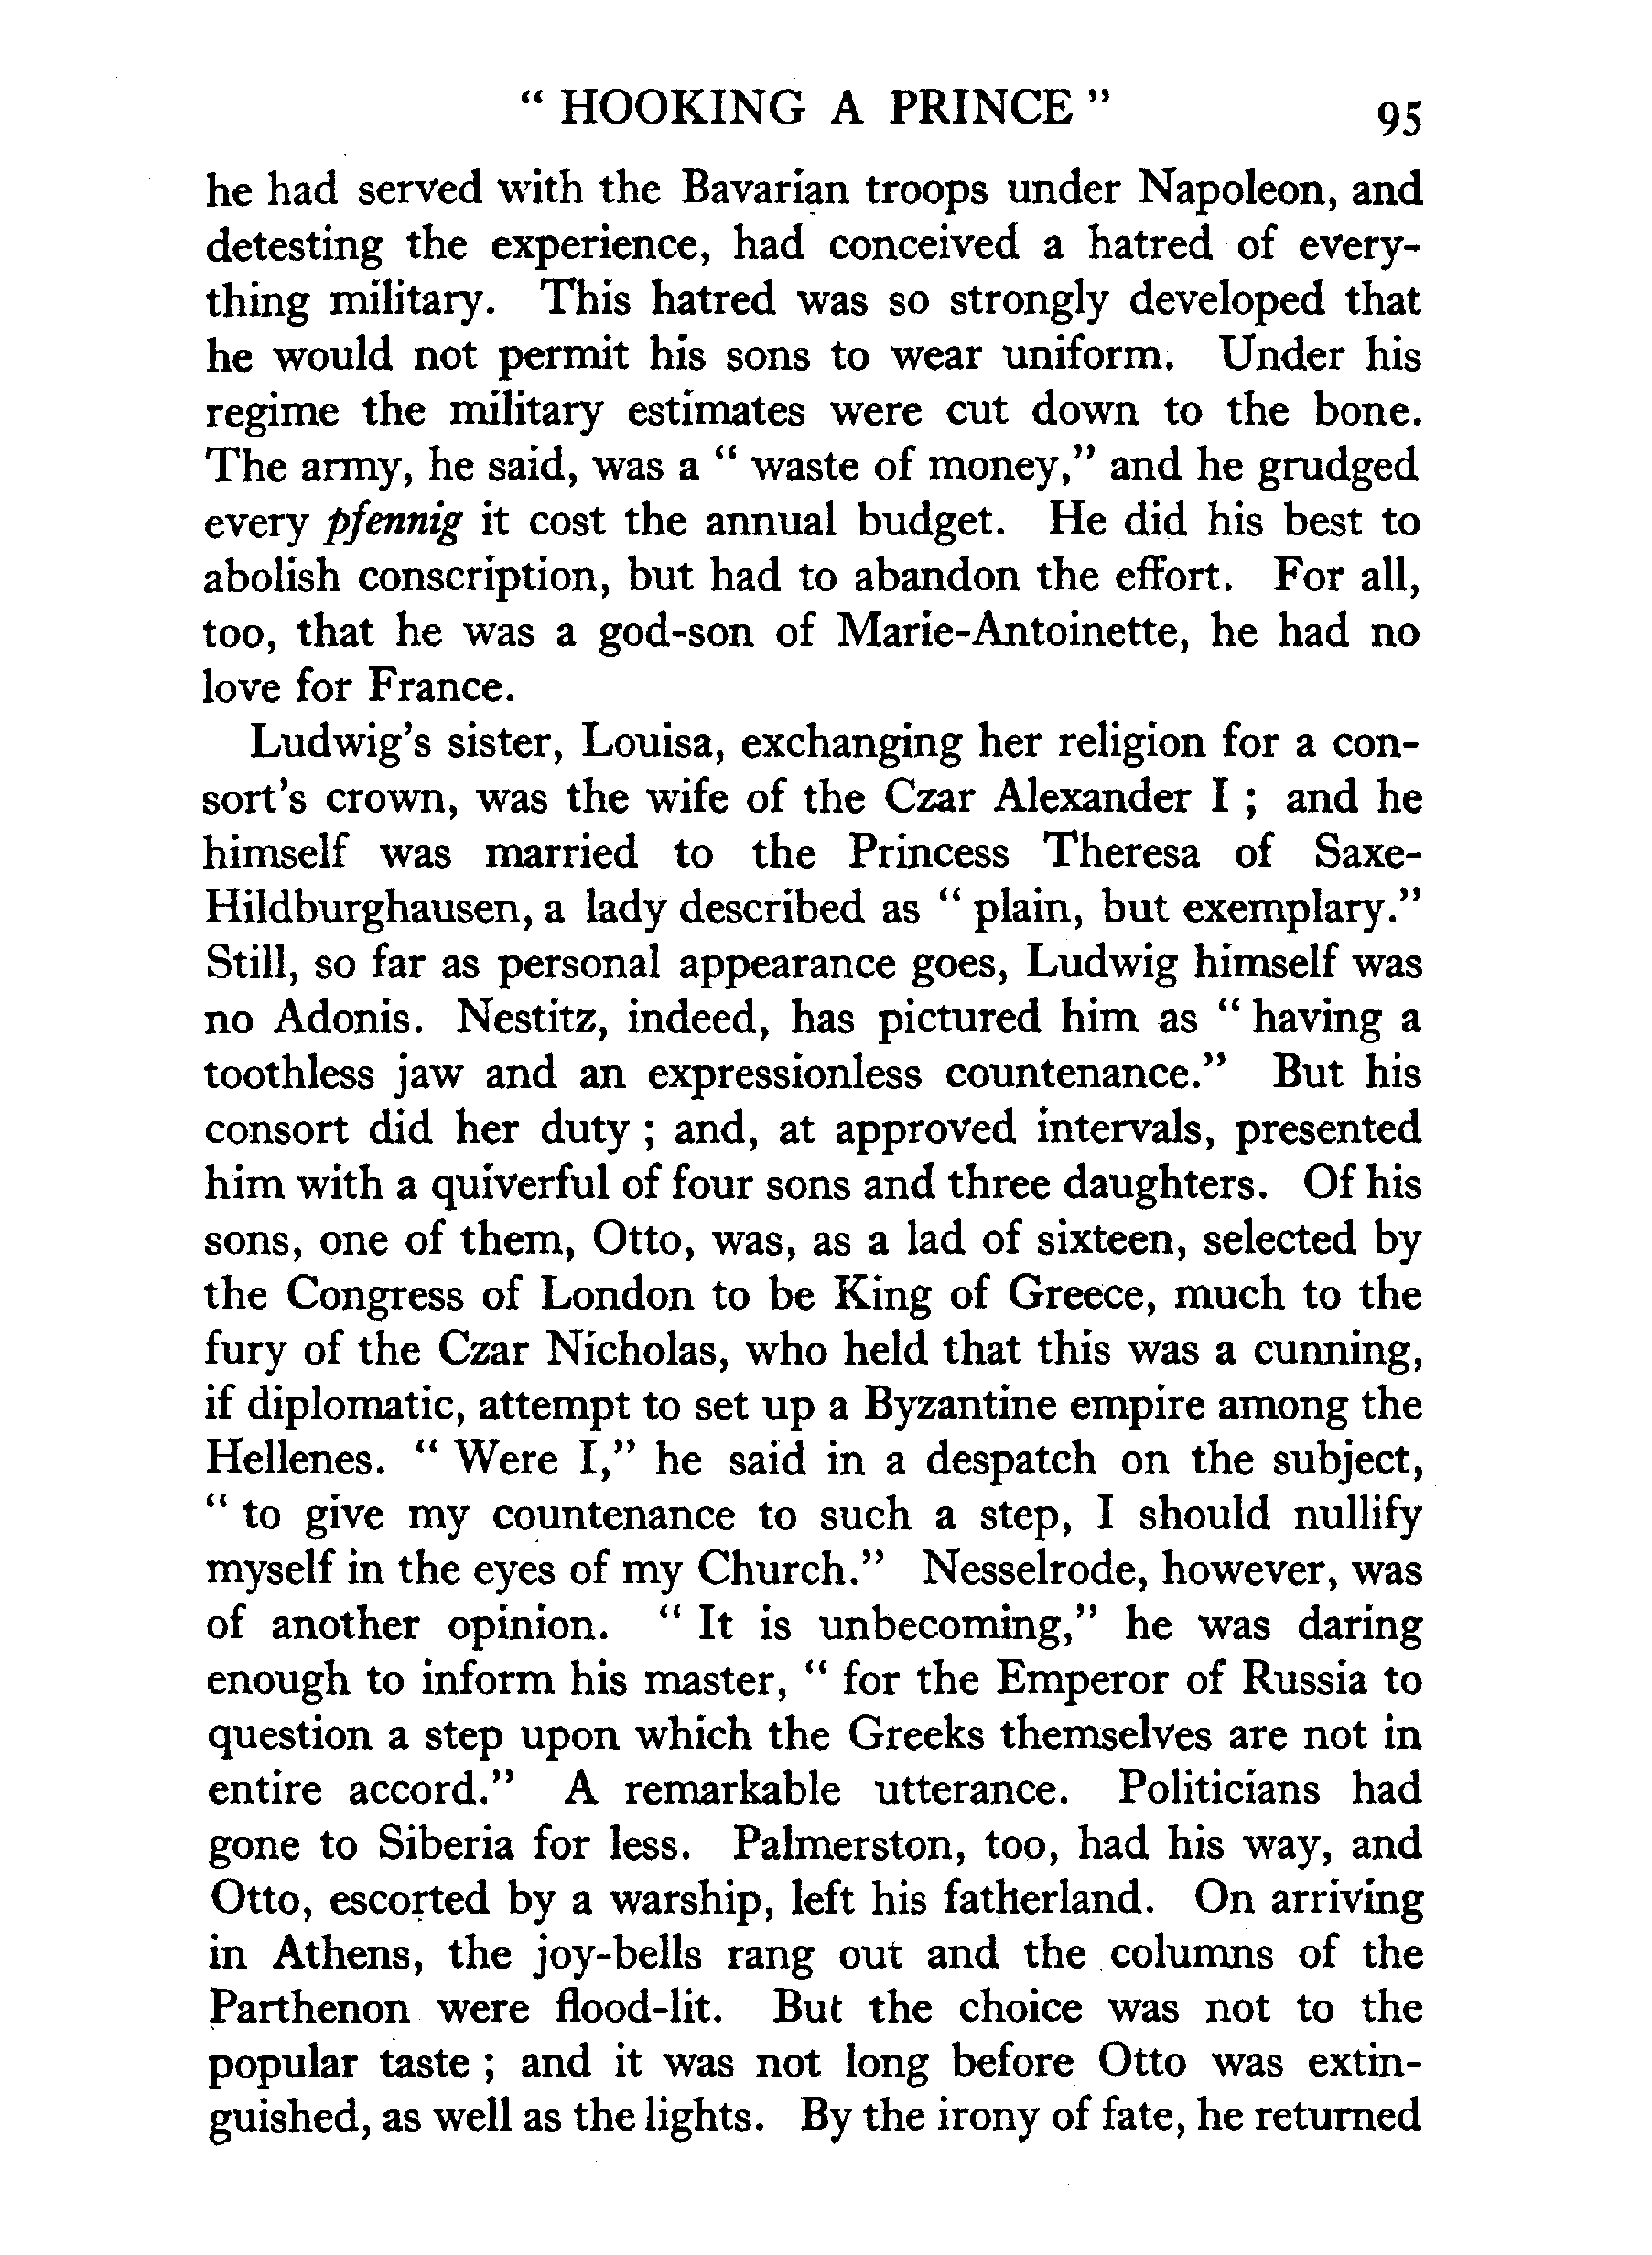 “ HOOKING A PRINCE ” 95
he had served with the Bavarian troops under Napoleon, and
detesting the experience, had conceived a hatred of every-
thing military. This hatred was so strongly developed that
he would not permit his sons to wear uniform. Under his
regime the military estimates were cut down to the bone.
The army, he said, was a “ waste of money,” and he grudged
every pfennig it cost the annual budget. He did his best to
abolish conscription, but had to abandon the effort. For all,
too, that he was a god-son of Marie-Antoinette, he had no
love for France.
Ludwig’s sister, Louisa, exchanging her religion for a con-
sort’s crown, was the wife of the Czar Alexander I ; and he
himself was married to the Princess Theresa of Saxe-
Hildburghausen, a lady described as “ plain, but exemplary.”
Still, so far as personal appearance goes, Ludwig himself was
no Adonis. Nestitz, indeed, has pictured him as “ having a
toothless jaw and an expressionless countenance.” But his
consort did her duty ; and, at approved intervals, presented
him with a quiverful of four sons and three daughters. Of his
sons, one of them, Otto, was, as a lad of sixteen, selected by
the Congress of London to be King of Greece, much to the
fury of the Czar Nicholas, who held that this was a cunning,
if diplomatic, attempt to set up a Byzantine empire among the
Hellenes. “ Were I,” he said in a despatch on the subject,
“ to give my countenance to such a step, I should nullify
myself in the eyes of my Church.” Nesselrode, however, was
of another opinion. “ It is unbecoming,” he was daring
enough to inform his master, “ for the Emperor of Russia to
question a step upon which the Greeks themselves are not in
entire accord.” A remarkable utterance. Politicians had
gone to Siberia for less. Palmerston, too, had his way, and
Otto, escorted by a warship, left his fatherland. On arriving
in Athens, the joy-bells rang out and the columns of the
Parthenon were flood-lit. But the choice was not to the
popular taste ; and it was not long before Otto was extin-
guished, as well as the lights. By the irony of fate, he returned